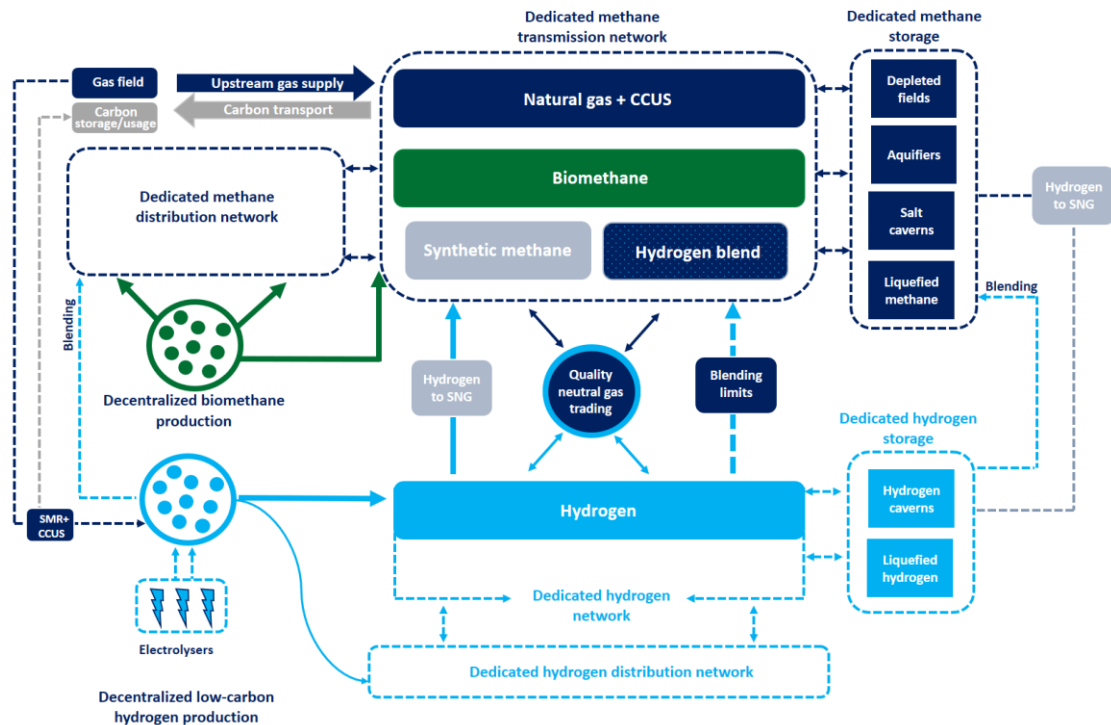 Dedicated methane
transmission network
Dedicated methane
storage
Gas field
Upstream gas supply
Carbon
storage/usage
Carbon transport
Natural gas + CCUS
Depleted
fields
Dedicated methane
distribution network
Biomethane
Aquifiers
Hydrogen
to SNG
Synthetic methane
Hydrogen blend
Salt
caverns
Liquefied
methane
Blending
Blending
Decentralized biomethane
production
Hydrogen
to SNG
Quality
neutral gas
trading
Blending
limits
Dedicated hydrogen
storage
Hydrogen
Hydrogen
caverns
SMR+
CCUS
Liquefied
hydrogen
Dedicated hydrogen
network
Electrolysers
Dedicated hydrogen distribution network
Decentralized low-carbon
hydrogen production